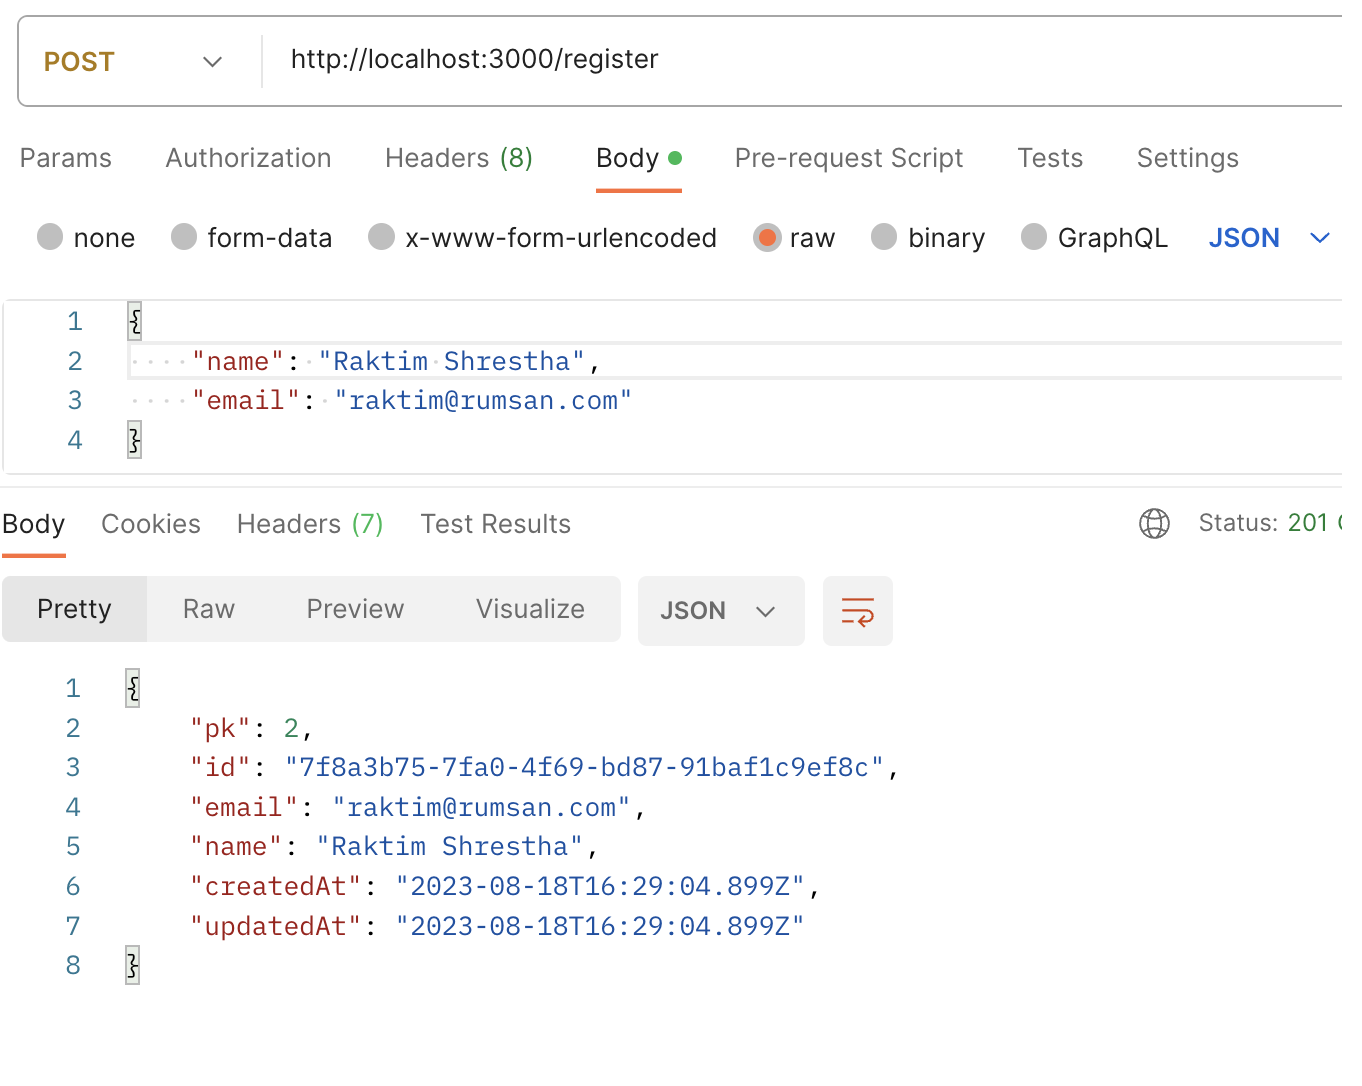 POST http://localhost:3000/register
Params Authorization Headers (8) Body Pre-request Script Tests Settings
none form-data x-www-form-urlencoded raw binary GraphQL JSON
1 {
2 "name": "Raktim Shrestha",
3 "email": "raktim@rumsan.com"
4 }
Body Cookies Headers (7) Test Results Status: 201
Pretty Raw Preview Visualize JSON
1 {
2 "pk": 2,
3 "id": "7f8a3b75-7fa0-4f69-bd87-91baf1c9ef8c",
4 "email": "raktim@rumsan.com",
5 "name": "Raktim Shrestha",
6 "createdAt": "2023-08-18T16:29:04.899Z",
7 "updatedAt": "2023-08-18T16:29:04.899Z"
8 }